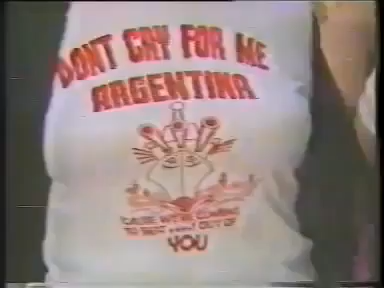 DONT CRY FOR ME
ARGENTINA
'CAUSE WE'RE COMING
TO BEAT OUT OF
YOU